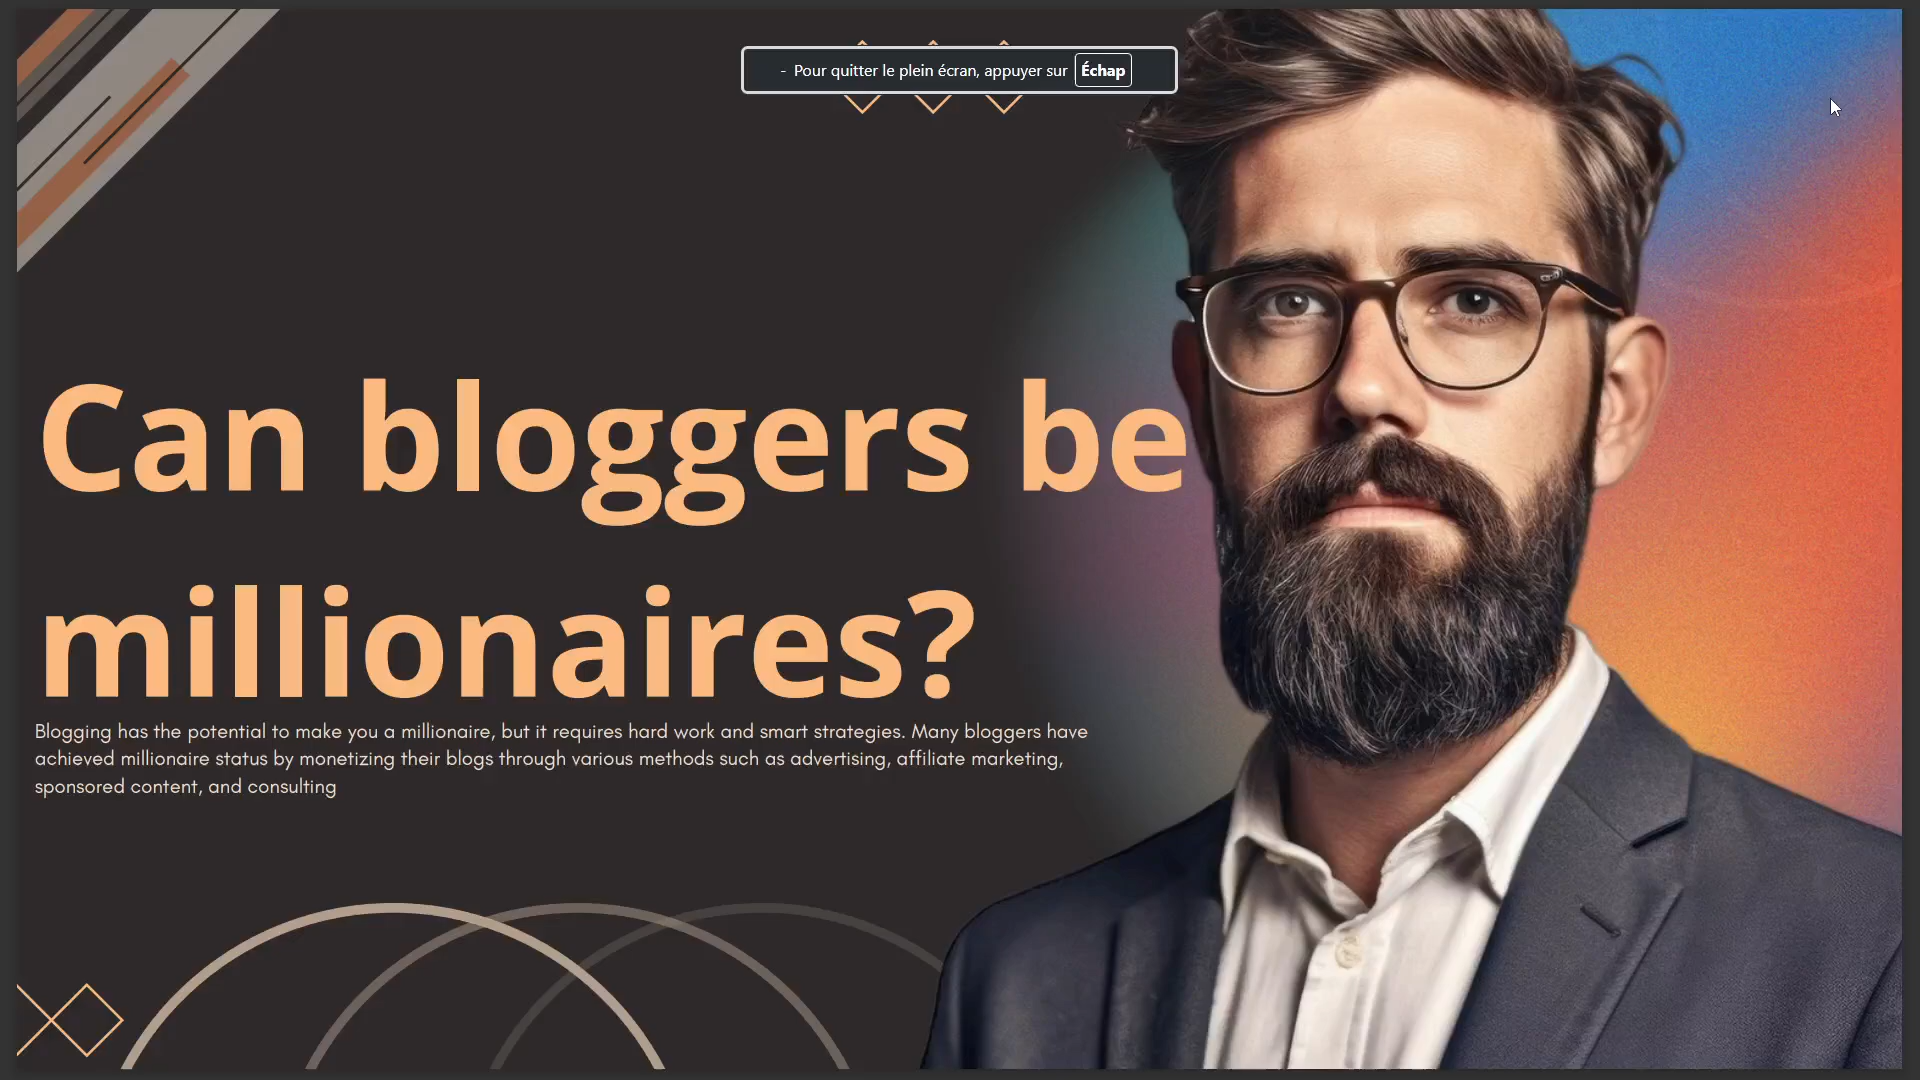 - Pour quitter le plein écran, appuyer sur Échap
Can bloggers be
millionaires?
Blogging has the potential to make you a millionaire, but it requires hard work and smart strategies. Many bloggers have
achieved millionaire status by monetizing their blogs through various methods such as advertising, affiliate marketing,
sponsored content, and consulting